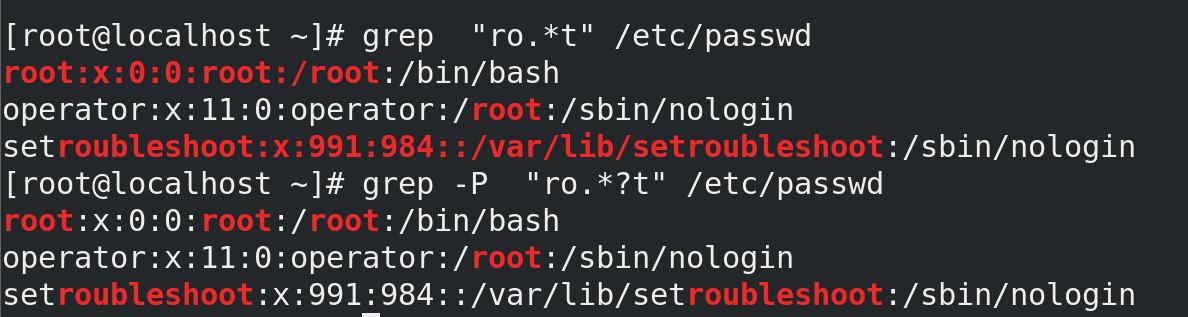 [root@localhost ~]# grep  "ro.*t" /etc/passwd
root:x:0:0:root:/root:/bin/bash
operator:x:11:0:operator:/root:/sbin/nologin
setroubleshoot:x:991:984::/var/lib/setroubleshoot:/sbin/nologin
[root@localhost ~]# grep -P  "ro.*?t" /etc/passwd
root:x:0:0:root:/root:/bin/bash
operator:x:11:0:operator:/root:/sbin/nologin
setroubleshoot:x:991:984::/var/lib/setroubleshoot:/sbin/nologin